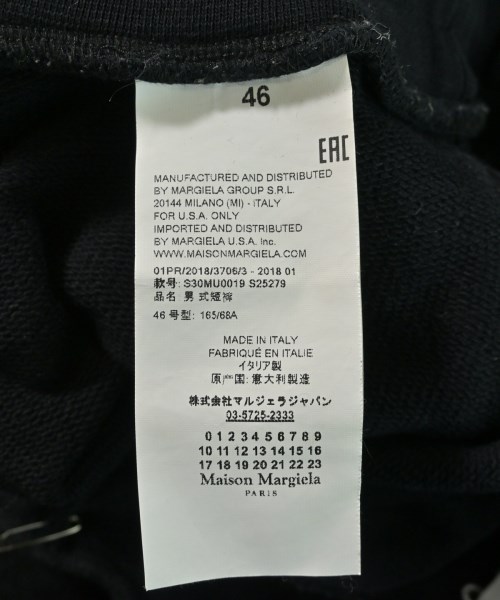 46
EAC
MANUFACTURED AND DISTRIBUTED
BY MARGIELA GROUP S.R.L.
20144 MILANO (MI) - ITALY
FOR U.S.A. ONLY
IMPORTED AND DISTRIBUTED
BY MARGIELA U.S.A. Inc.
WWW.MAISONMARGIELA.COM
01PR/2018/3706/3 - 2018 01
款号: S30MU0019 S25279
品名: 男式短裤
46 号型: 165/68A
MADE IN ITALY
FABRIQUÉ EN ITALIE
イタリア製
原产国: 意大利製造
株式会社マルジェラジャパン
03-5725-2333
0 1 2 3 4 5 6 7 8 9
10 11 12 13 14 15 16
17 18 19 20 21 22 23
Maison Margiela
PARIS